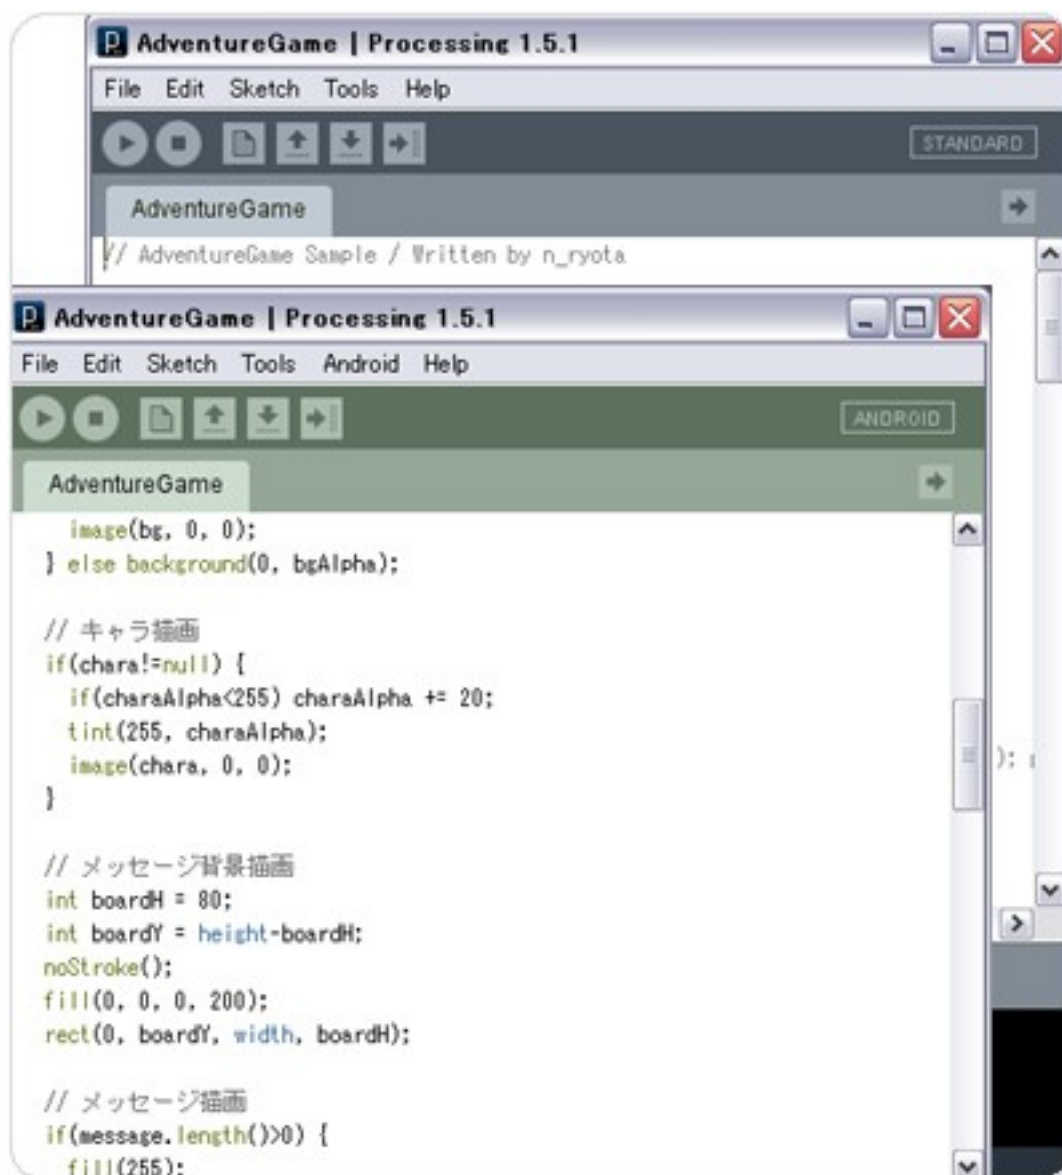 AdventureGame | Processing 1.5.1
File Edit Sketch Tools Help
STANDARD
AdventureGame
// AdventureGame Sample / Written by n_ryota
AdventureGame | Processing 1.5.1
File Edit Sketch Tools Android Help
ANDROID
AdventureGame
image(bg, 0, 0);
} else background(0, bgAlpha);
// キャラ描画
if(chara!=null) {
if(charaAlpha<255) charaAlpha += 20;
tint(255, charaAlpha);
image(chara, 0, 0);
}
// メッセージ背景描画
int boardH = 80;
int boardY = height-boardH;
noStroke();
fill(0, 0, 0, 200);
rect(0, boardY, width, boardH);
// メッセージ描画
if(message.length()>0) {
fill(255);
);